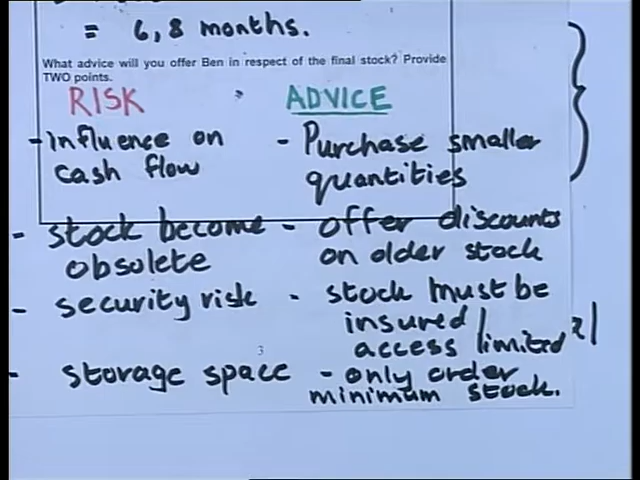 = 6,8 months.
What advice will you offer Ben in respect of the final stock? Provide
TWO points.
RISK ADVICE
- influence on - Purchase smaller
cash flow quantities
- stock become - offer discounts
obsolete on older stock
- security risk - stock must be
insured /
access limited
3
- storage space - only order
minimum stock.